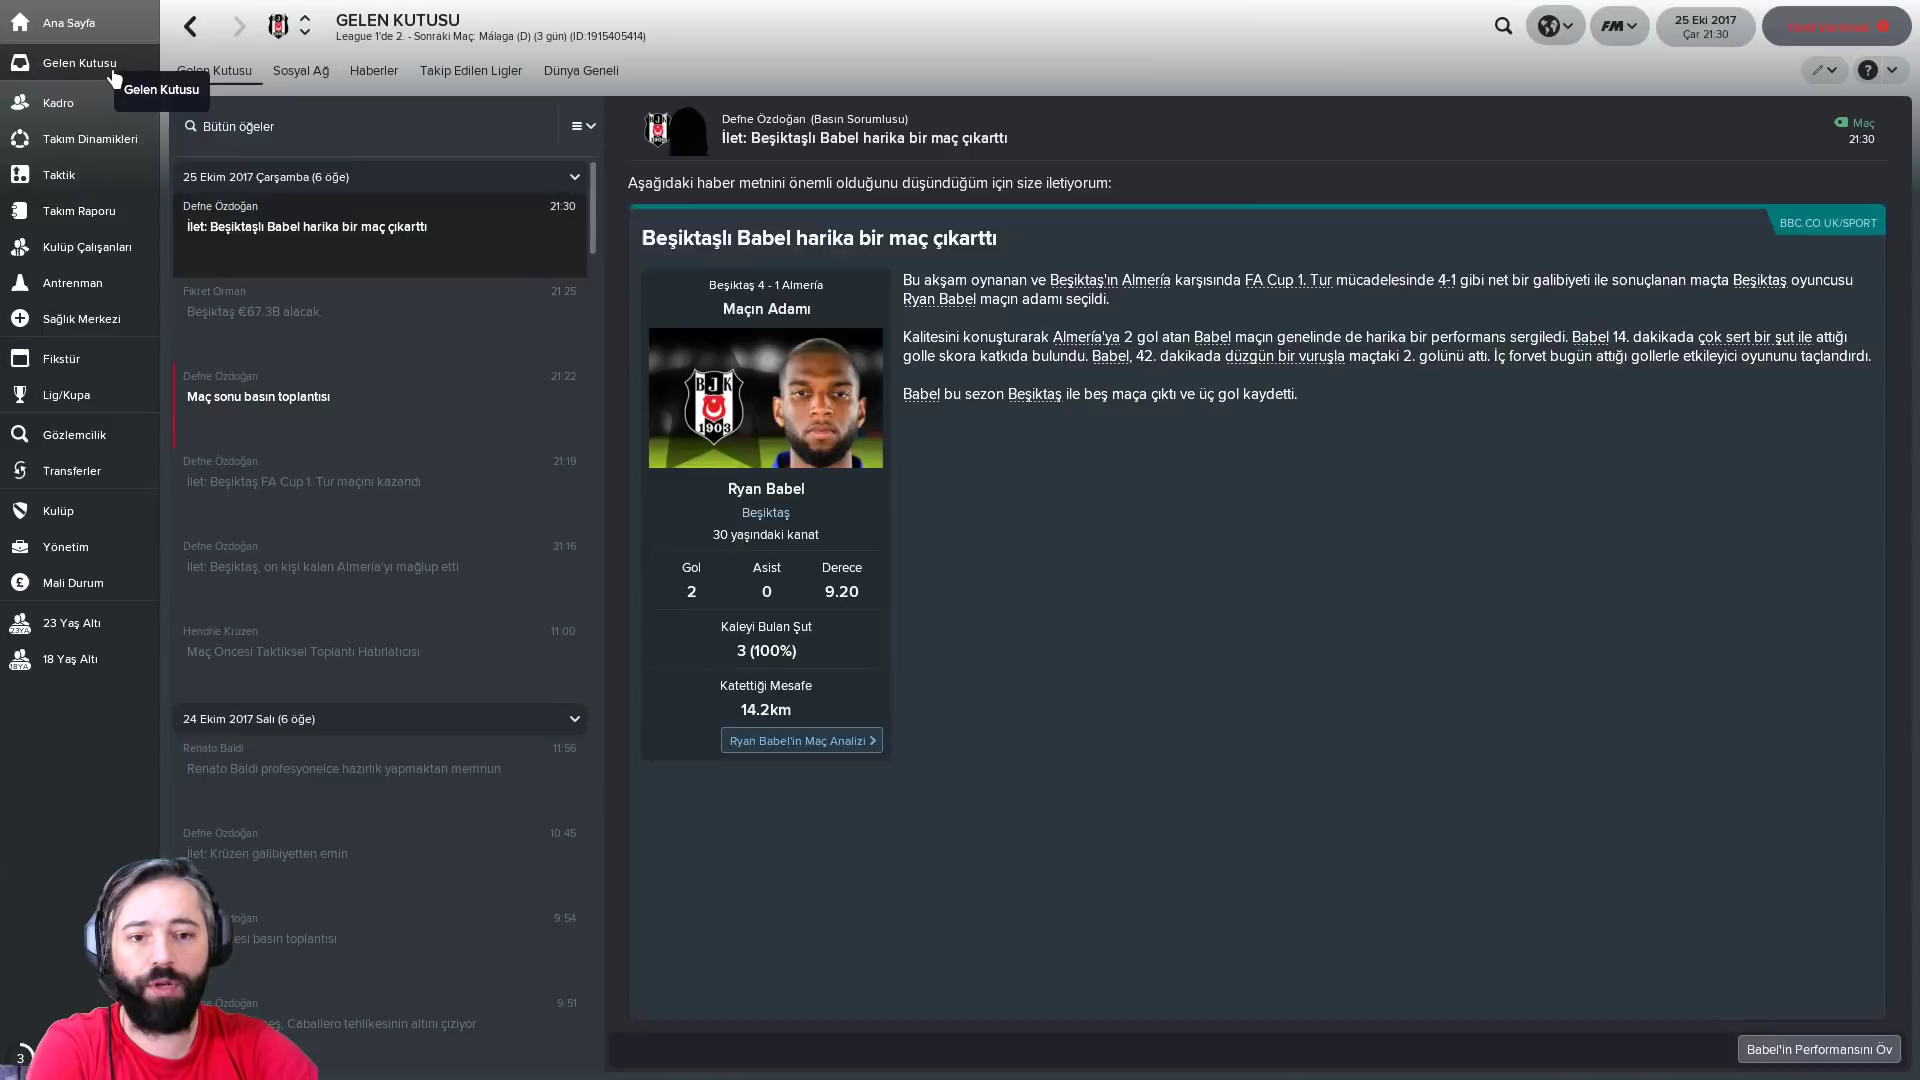 Ana Sayfa
Gelen Kutusu
Gelen Kutusu
Kadro
Takım Dinamikleri
Taktik
Takım Raporu
Kulüp Çalışanları
Antrenman
Sağlık Merkezi
Fikstür
Lig/Kupa
Gözlemcilik
Transferler
Kulüp
Yönetim
Mali Durum
23YA
23 Yaş Altı
18YA
18 Yaş Altı
3
GELEN KUTUSU
League 1'de 2. - Sonraki Maç: Málaga (D) (3 gün) (ID:1915405414)
FM
25 Eki 2017
Çar 21:30
Gelen Kutusu
Sosyal Ağ
Haberler
Takip Edilen Ligler
Dünya Geneli
Bütün öğeler
25 Ekim 2017 Çarşamba (6 öğe)
Defne Özdoğan 21:30
İlet: Beşiktaşlı Babel harika bir maç çıkarttı
Fikret Orman 21:25
Beşiktaş €67.3B alacak.
Defne Özdoğan 21:22
Maç sonu basın toplantısı
Defne Özdoğan 21:19
İlet: Beşiktaş FA Cup 1. Tur maçını kazandı
Defne Özdoğan 21:16
İlet: Beşiktaş, on kişi kalan Almería'yı mağlup etti
Hendrie Krüzen 11:00
Maç Öncesi Taktiksel Toplantı Hatırlatıcısı
24 Ekim 2017 Salı (6 öğe)
Renato Baldi 11:56
Renato Baldi profesyonelce hazırlık yapmaktan memnun
Defne Özdoğan 10:45
İlet: Krüzen galibiyetten emin
9:54
basın toplantısı
Özdoğan 9:51
Caballero tehlikesinin altını çiziyor
Defne Özdoğan (Basın Sorumlusu)
İlet: Beşiktaşlı Babel harika bir maç çıkarttı
Maç
21:30
Aşağıdaki haber metnini önemli olduğunu düşündüğüm için size iletiyorum:
BBC.CO.UK/SPORT
Beşiktaşlı Babel harika bir maç çıkarttı
Beşiktaş 4 - 1 Almería
Maçın Adamı
BJK
1903
Ryan Babel
Beşiktaş
30 yaşındaki kanat
Gol Asist Derece
2 0 9.20
Kaleyi Bulan Şut
3 (100%)
Katettiği Mesafe
14.2km
Ryan Babel'in Maç Analizi
Bu akşam oynanan ve Beşiktaş'ın Almería karşısında FA Cup 1. Tur mücadelesinde 4-1 gibi net bir galibiyeti ile sonuçlanan maçta Beşiktaş oyuncusu
Ryan Babel maçın adamı seçildi.
Kalitesini konuşturarak Almería'ya 2 gol atan Babel maçın genelinde de harika bir performans sergiledi. Babel 14. dakikada çok sert bir şut ile attığı
golle skora katkıda bulundu. Babel, 42. dakikada düzgün bir vuruşla maçtaki 2. golünü attı. İç forvet bugün attığı gollerle etkileyici oyununu taçlandırdı.
Babel bu sezon Beşiktaş ile beş maça çıktı ve üç gol kaydetti.
Babel'in Performansını Öv